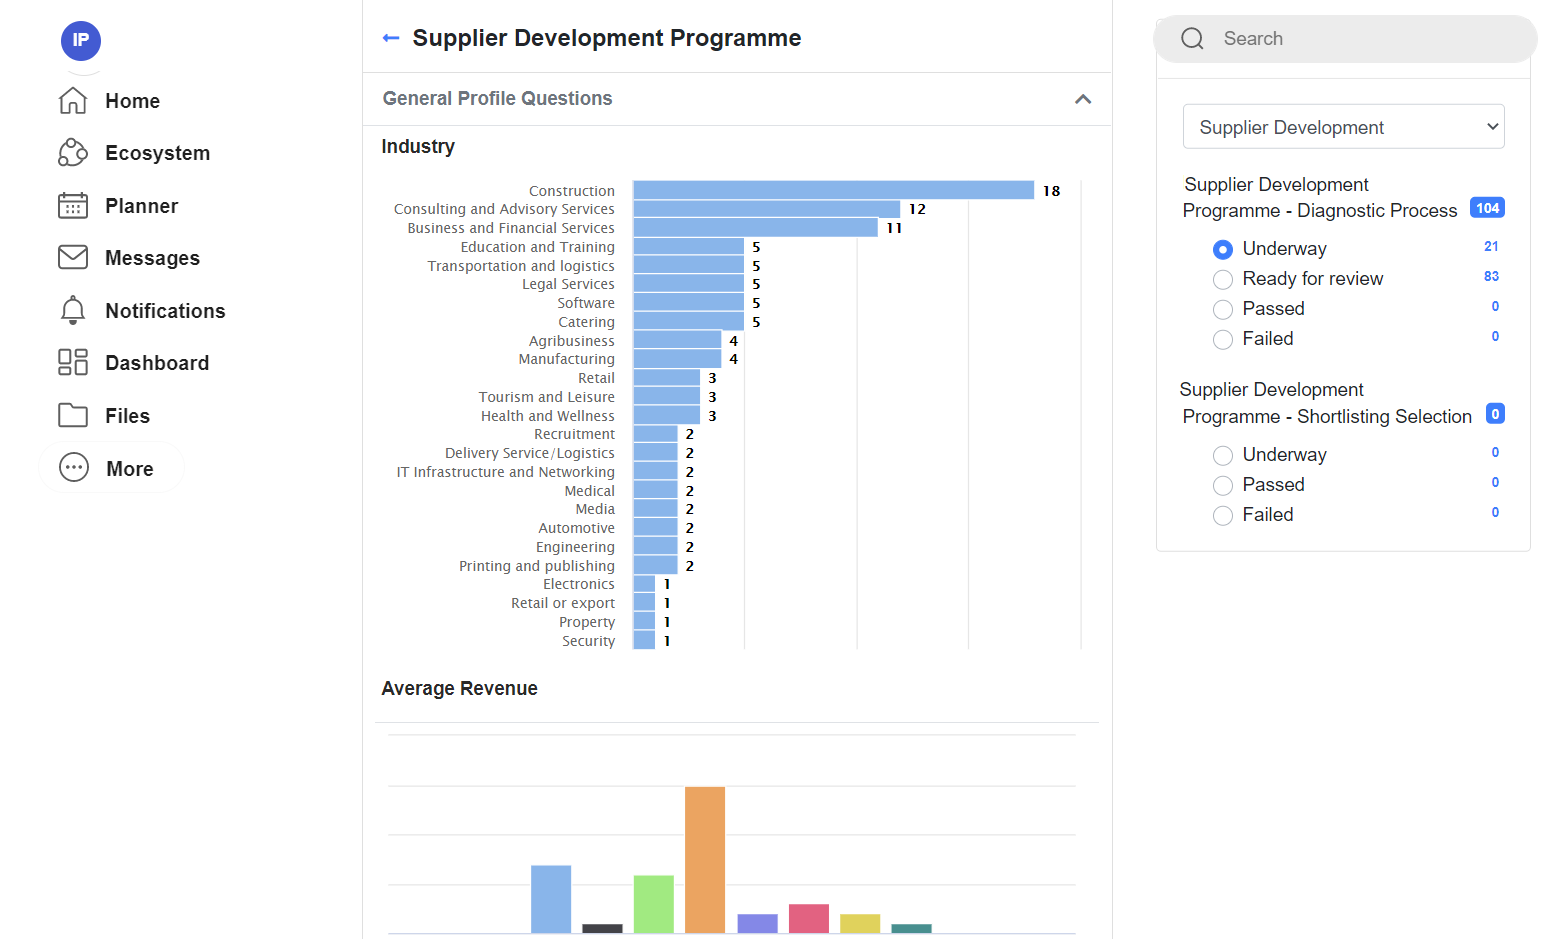 IP
Home
Ecosystem
Planner
Messages
Notifications
Dashboard
Files
More
Supplier Development Programme
General Profile Questions
Industry
Construction 18
Consulting and Advisory Services 12
Business and Financial Services 11
Education and Training 5
Transportation and logistics 5
Legal Services 5
Software 5
Catering 5
Agribusiness 4
Manufacturing 4
Retail 3
Tourism and Leisure 3
Health and Wellness 3
Recruitment 2
Delivery Service/Logistics 2
IT Infrastructure and Networking 2
Medical 2
Media 2
Automotive 2
Engineering 2
Printing and publishing 2
Electronics 1
Retail or export 1
Property 1
Security 1
Average Revenue
Search
Supplier Development
Supplier Development
Programme - Diagnostic Process 104
Underway 21
Ready for review 83
Passed 0
Failed 0
Supplier Development
Programme - Shortlisting Selection 0
Underway 0
Passed 0
Failed 0